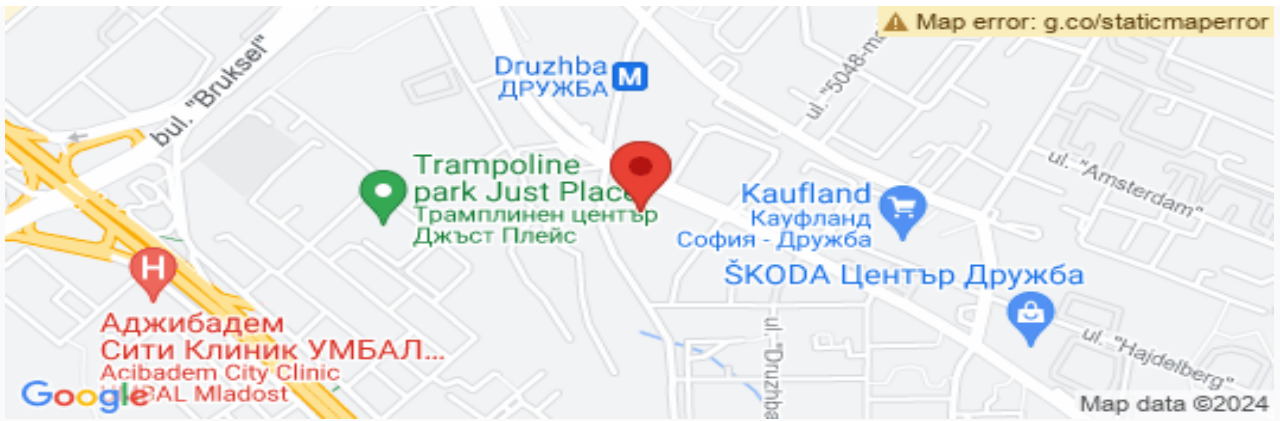 Map error: g.co/staticmaperror
bul. "Bruksel"
Druzhba
ДРУЖБА
M
ul. "5048-
ul. "Amsterdam"
Trampoline
park Just Place
Трамплинен център
Джъст Плейс
Kaufland
Кауфланд
София - Дружба
ŠKODA Център Дружба
H
Аджибадем
Сити Клиник УМБАЛ...
Acibadem City Clinic
UMBAL Mladost
ul. "Druzhba
ul. "Hajdelberg"
Google
Map data ©2024